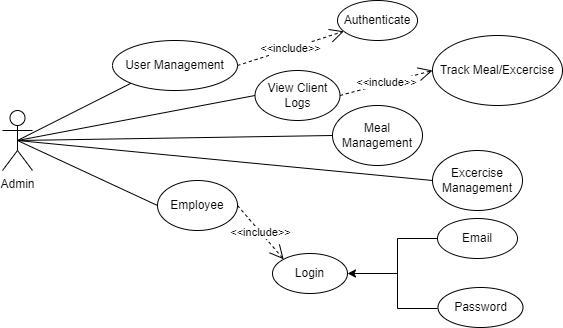 Authenticate
<<include>>
User Management
Track Meal/Excercise
<<include>>
View Client
Logs
Meal
Management
Admin
Excercise
Management
Employee
<<include>>
Email
Login
Password